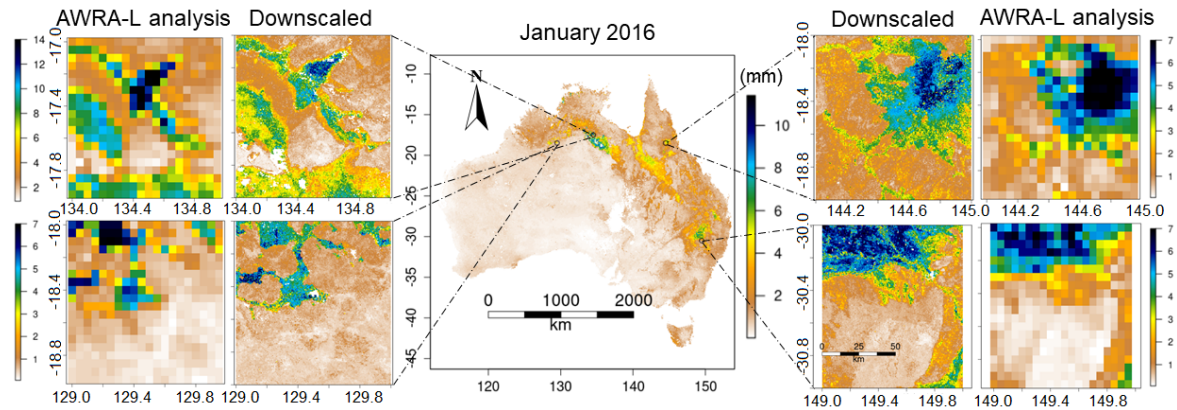 AWRA-L analysis
Downscaled
January 2016
Downscaled
AWRA-L analysis
14
12
10
8
6
4
2
-17.0
-17.4
-17.8
134.0 134.4 134.8
134.0 134.4 134.8
7
6
5
4
3
2
1
-18.0
-18.4
-18.8
129.0 129.4 129.8
129.0 129.4 129.8
N
-10
-15
-20
-25
-30
-35
-40
-45
120 130 140 150
0 1000 2000
km
(mm)
10
8
6
4
2
-18.0
-18.4
-18.8
144.2 144.6 145.0
144.2 144.6 145.0
7
6
5
4
3
2
1
-30.0
-30.4
-30.8
0 25 50
km
149.0 149.4 149.8
149.0 149.4 149.8
7
6
5
4
3
2
1